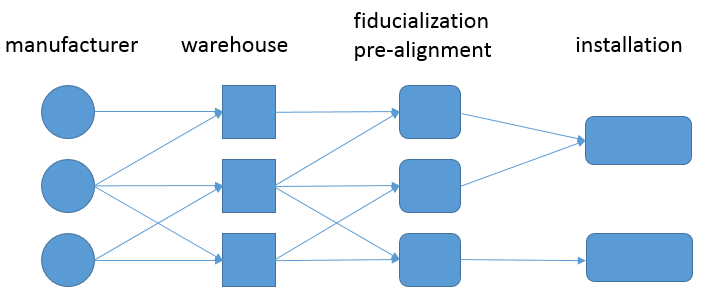 manufacturer
warehouse
fiducialization
pre-alignment
installation